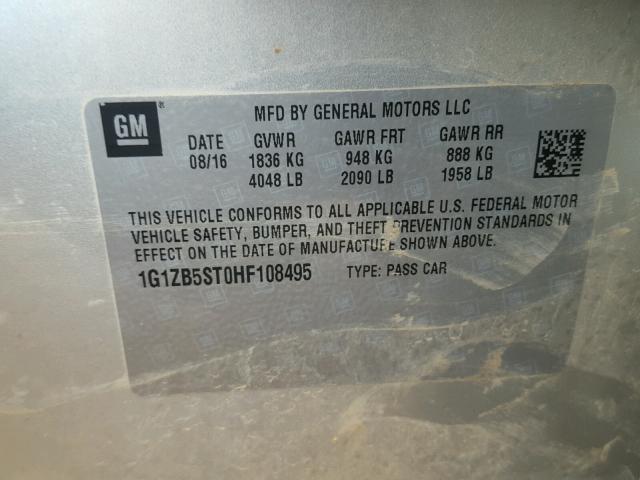 GM
MFD BY GENERAL MOTORS LLC
DATE GVWR GAWR FRT GAWR RR
08/16 1836 KG 948 KG 888 KG
4048 LB 2090 LB 1958 LB
THIS VEHICLE CONFORMS TO ALL APPLICABLE U.S. FEDERAL MOTOR
VEHICLE SAFETY, BUMPER, AND THEFT PREVENTION STANDARDS IN
EFFECT ON THE DATE OF MANUFACTURE SHOWN ABOVE.
1G1ZB5ST0HF108495 TYPE: PASS CAR